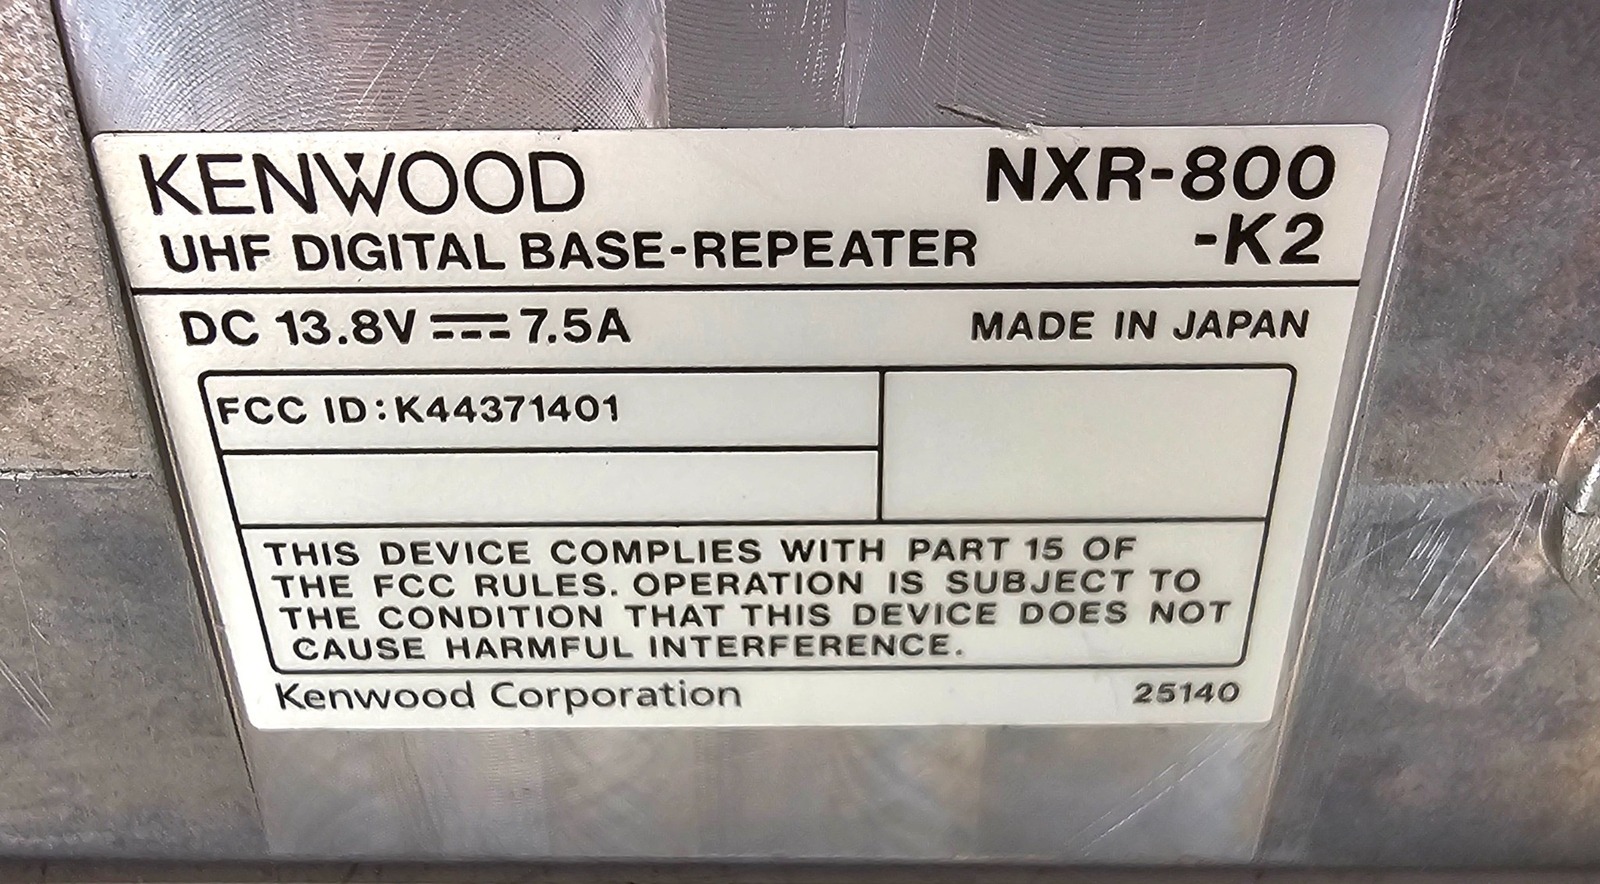 KENWOOD NXR-800
UHF DIGITAL BASE-REPEATER -K2
DC 13.8V ⎓ 7.5A MADE IN JAPAN
FCC ID:K44371401
THIS DEVICE COMPLIES WITH PART 15 OF
THE FCC RULES. OPERATION IS SUBJECT TO
THE CONDITION THAT THIS DEVICE DOES NOT
CAUSE HARMFUL INTERFERENCE.
Kenwood Corporation 25140